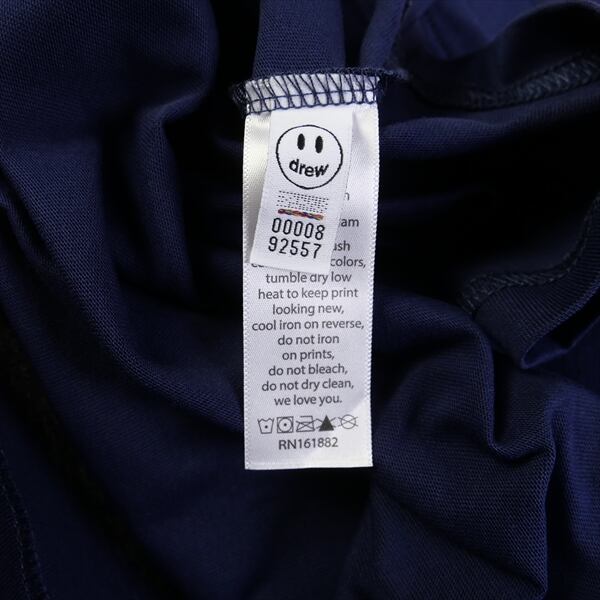 drew
00008
92557
colors,
tumble dry low
heat to keep print
looking new,
cool iron on reverse,
do not iron
on prints,
do not bleach,
do not dry clean,
we love you.
RN161882